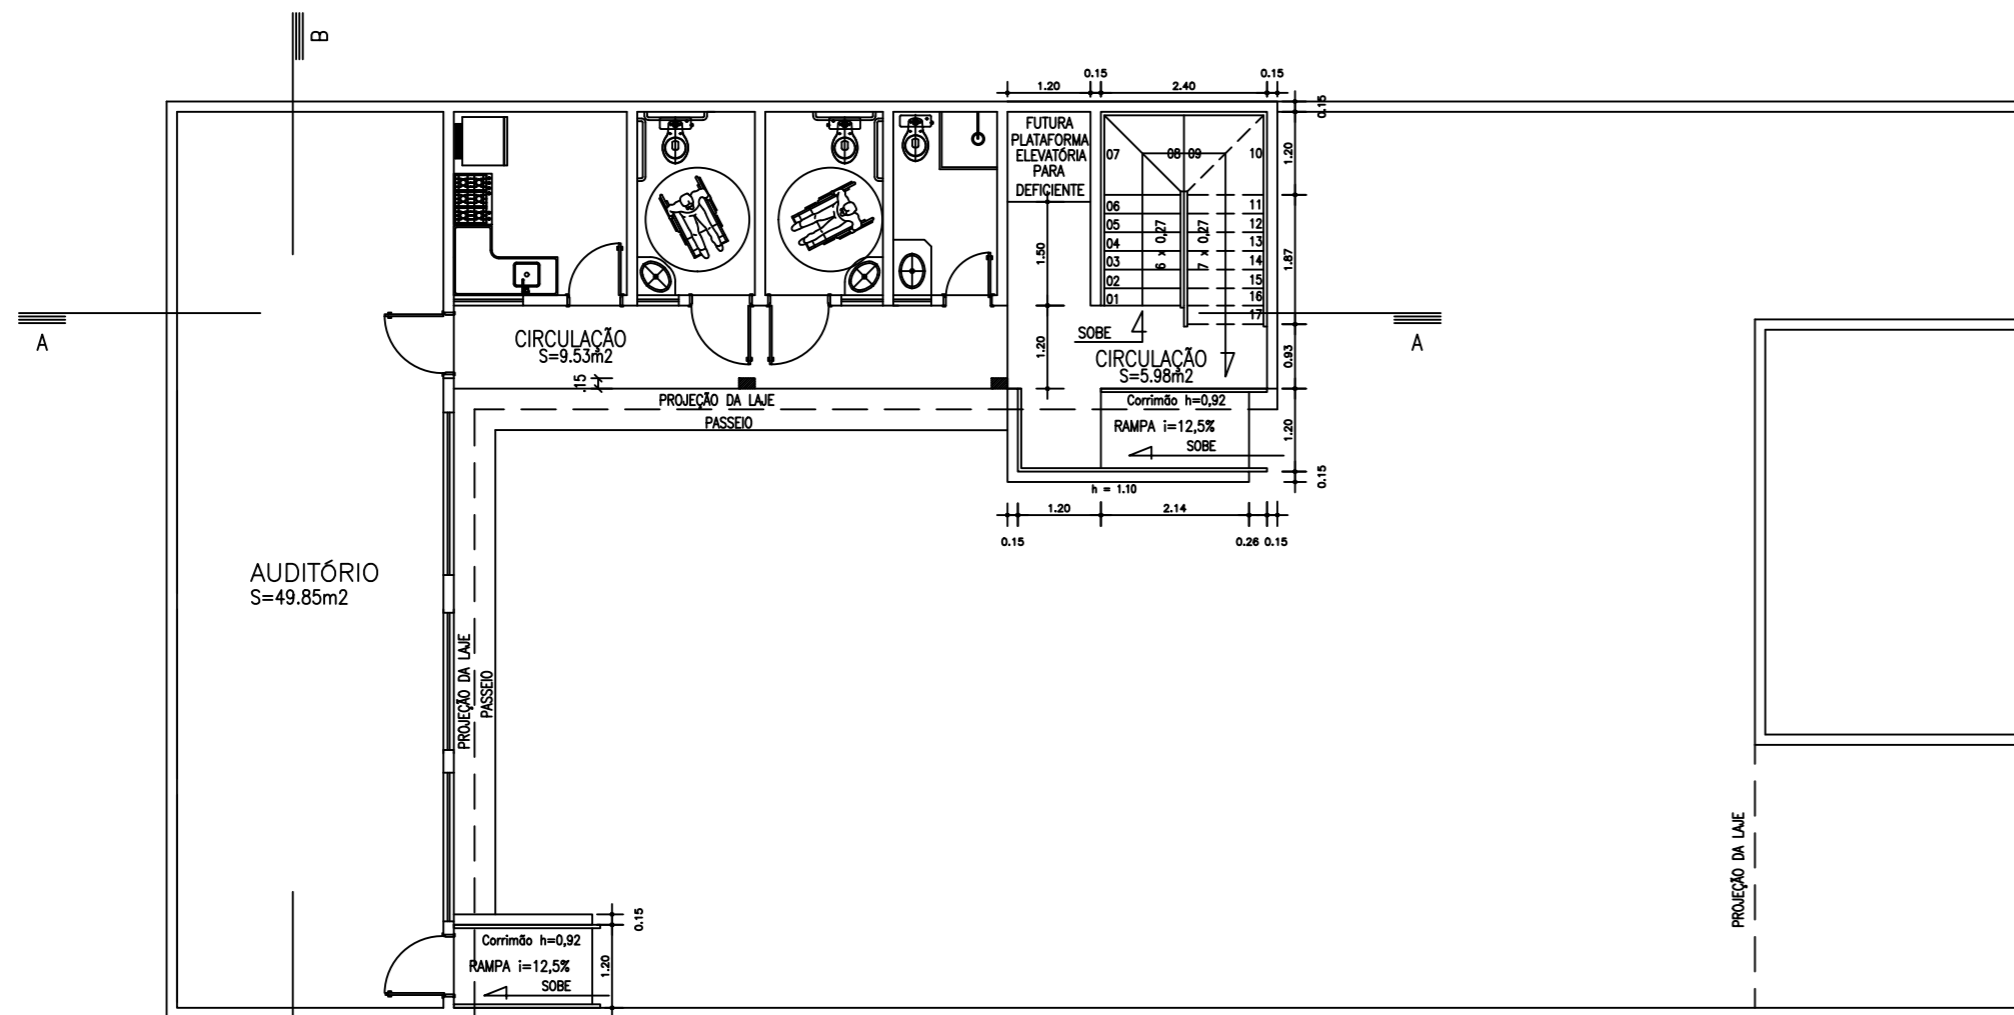 B
0.15
0.15
1.20
2.40
0.15
FUTURA
PLATAFORMA
ELEVATÓRIA
PARA
DEFICIENTE
07
08
09
10
1.20
06
05
04
03
02
01
6 x 0,27
7 x 0,27
11
12
13
14
15
16
17
1.50
1.87
A
A
CIRCULAÇÃO
S=9.53m2
.15
SOBE
1.20
CIRCULAÇÃO
S=5.98m2
0.93
PROJEÇÃO DA LAJE
PASSEIO
Corrimão h=0,92
RAMPA i=12,5%
SOBE
1.20
0.15
h = 1.10
1.20
2.14
0.15
0.26
0.15
AUDITÓRIO
S=49.85m2
PROJEÇÃO DA LAJE
PASSEIO
PROJEÇÃO DA LAJE
0.15
Corrimão h=0,92
RAMPA i=12,5%
SOBE
1.20